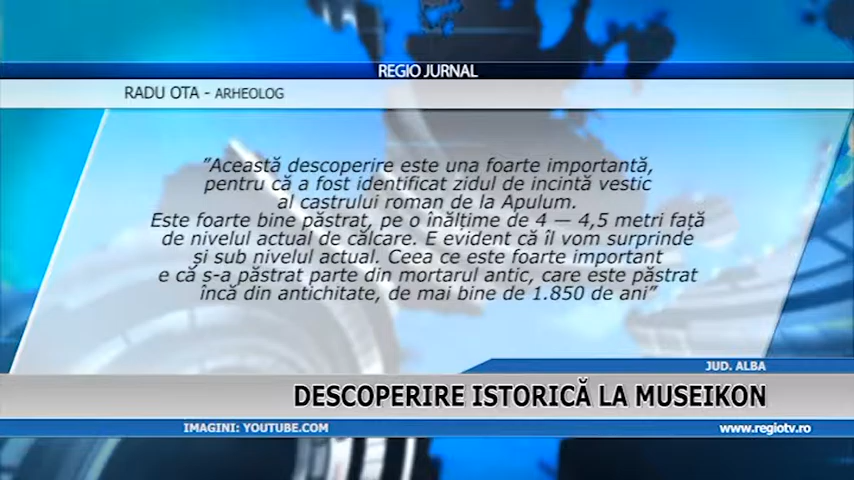 REGIO JURNAL
RADU OTA - ARHEOLOG
"Această descoperire este una foarte importantă,
pentru că a fost identificat zidul de incintă vestic
al castrului roman de la Apulum.
Este foarte bine păstrat, pe o înălțime de 4 — 4,5 metri față
de nivelul actual de călcare. E evident că îl vom surprinde
și sub nivelul actual. Ceea ce este foarte important
e că s-a păstrat parte din mortarul antic, care este păstrat
încă din antichitate, de mai bine de 1.850 de ani"
JUD. ALBA
DESCOPERIRE ISTORICĂ LA MUSEIKON
IMAGINI: YOUTUBE.COM
www.regiotv.ro